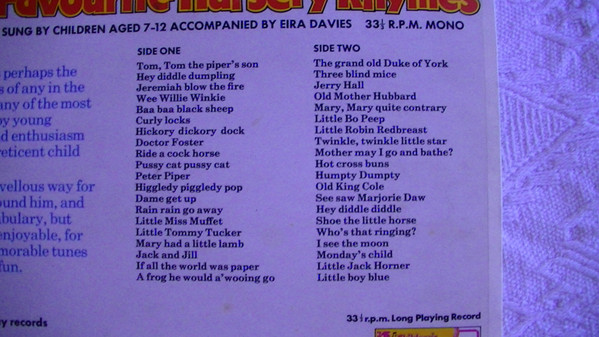 Favourite Nursery Rhymes
SUNG BY CHILDREN AGED 7-12 ACCOMPANIED BY EIRA DAVIES 33⅓ R.P.M. MONO
perhaps the
s of any in the
any of the most
by young
d enthusiasm
reticent child
vellous way for
ound him, and
abulary, but
enjoyable, for
morable tunes
fun.
SIDE ONE
Tom, Tom the piper's son
Hey diddle dumpling
Jeremiah blow the fire
Wee Willie Winkie
Baa baa black sheep
Curly locks
Hickory dickory dock
Doctor Foster
Ride a cock horse
Pussy cat pussy cat
Peter Piper
Higgledy piggledy pop
Dame get up
Rain rain go away
Little Miss Muffet
Little Tommy Tucker
Mary had a little lamb
Jack and Jill
If all the world was paper
A frog he would a'wooing go
SIDE TWO
The grand old Duke of York
Three blind mice
Jerry Hall
Old Mother Hubbard
Mary, Mary quite contrary
Little Bo Peep
Little Robin Redbreast
Twinkle, twinkle little star
Mother may I go and bathe?
Hot cross buns
Humpty Dumpty
Old King Cole
See saw Marjorie Daw
Hey diddle diddle
Shoe the little horse
Who's that ringing?
I see the moon
Monday's child
Little Jack Horner
Little boy blue
y records
33⅓ r.p.m. Long Playing Record